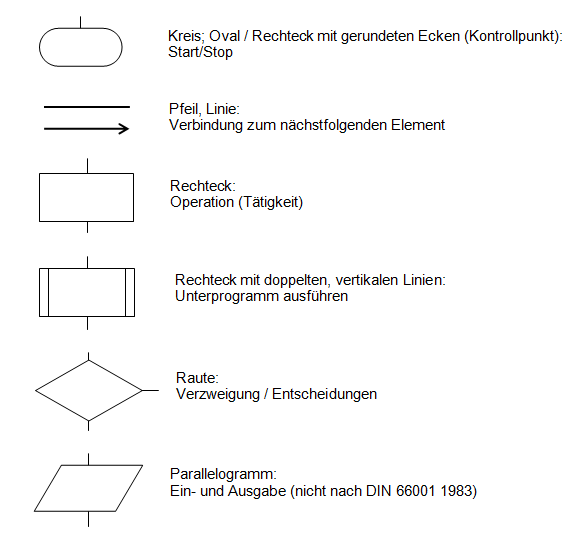 Kreis; Oval / Rechteck mit gerundeten Ecken (Kontrollpunkt):
Start/Stop
Pfeil, Linie:
Verbindung zum nächstfolgenden Element
Rechteck:
Operation (Tätigkeit)
Rechteck mit doppelten, vertikalen Linien:
Unterprogramm ausführen
Raute:
Verzweigung / Entscheidungen
Parallelogramm:
Ein- und Ausgabe (nicht nach DIN 66001 1983)